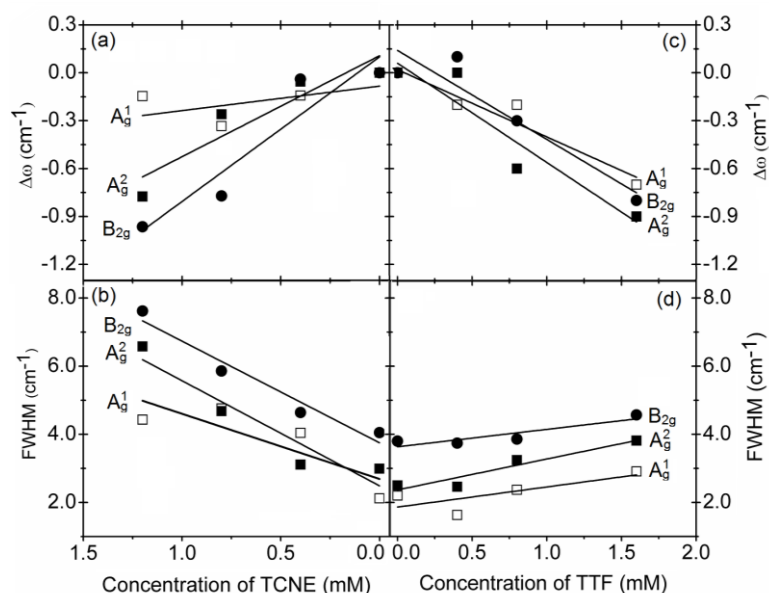 0.3
(a)
(c)
0.3
0.0
0.0
A¹g
-0.3
-0.3
Δω (cm⁻¹)
Δω (cm⁻¹)
-0.6
A²g
A¹g
-0.6
B₂g
-0.9
B₂g
A²g
-0.9
-1.2
-1.2
8.0
(b)
(d)
8.0
B₂g
6.0
A²g
6.0
FWHM (cm⁻¹)
A¹g
B₂g
FWHM (cm⁻¹)
4.0
A²g
4.0
A¹g
2.0
2.0
1.5 1.0 0.5 0.0 0.0 0.5 1.0 1.5 2.0
Concentration of TCNE (mM) Concentration of TTF (mM)